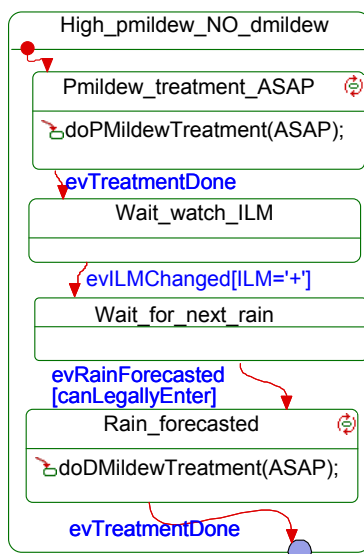 High_pmildew_NO_dmildew
Pmildew_treatment_ASAP
doPMildewTreatment(ASAP);
evTreatmentDone
Wait_watch_ILM
evILMChanged[ILM='+']
Wait_for_next_rain
evRainForecasted
[canLegallyEnter]
Rain_forecasted
doDMildewTreatment(ASAP);
evTreatmentDone